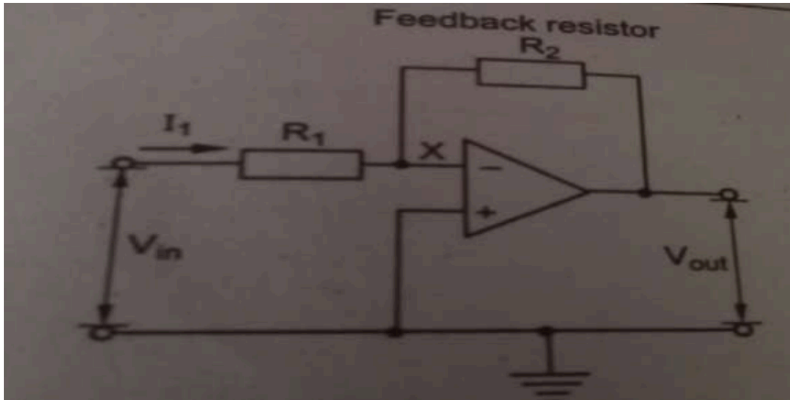 Feedback resistor
R₂
I₁
R₁
X
−
+
Vin
Vout